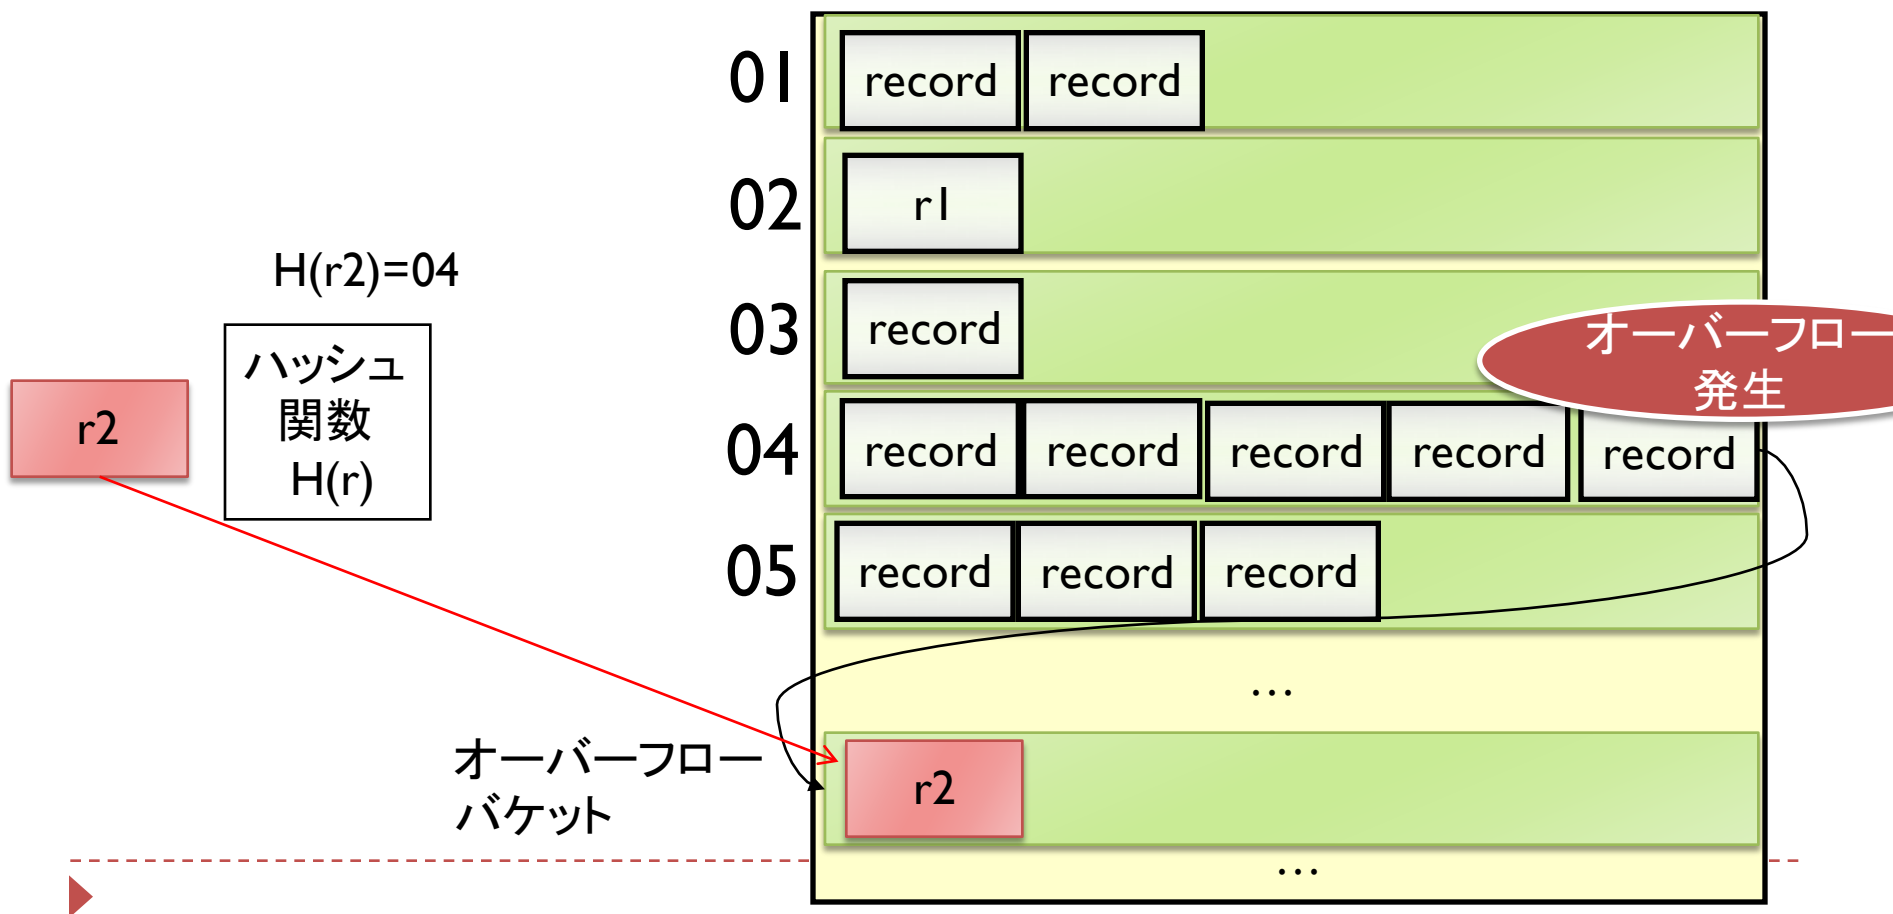 01
record record
02
r1
H(r2)=04
03
record
オーバーフロー
発生
ハッシュ
関数
H(r)
r2
04
record record record record record
05
record record record
…
オーバーフロー
バケット
r2
…